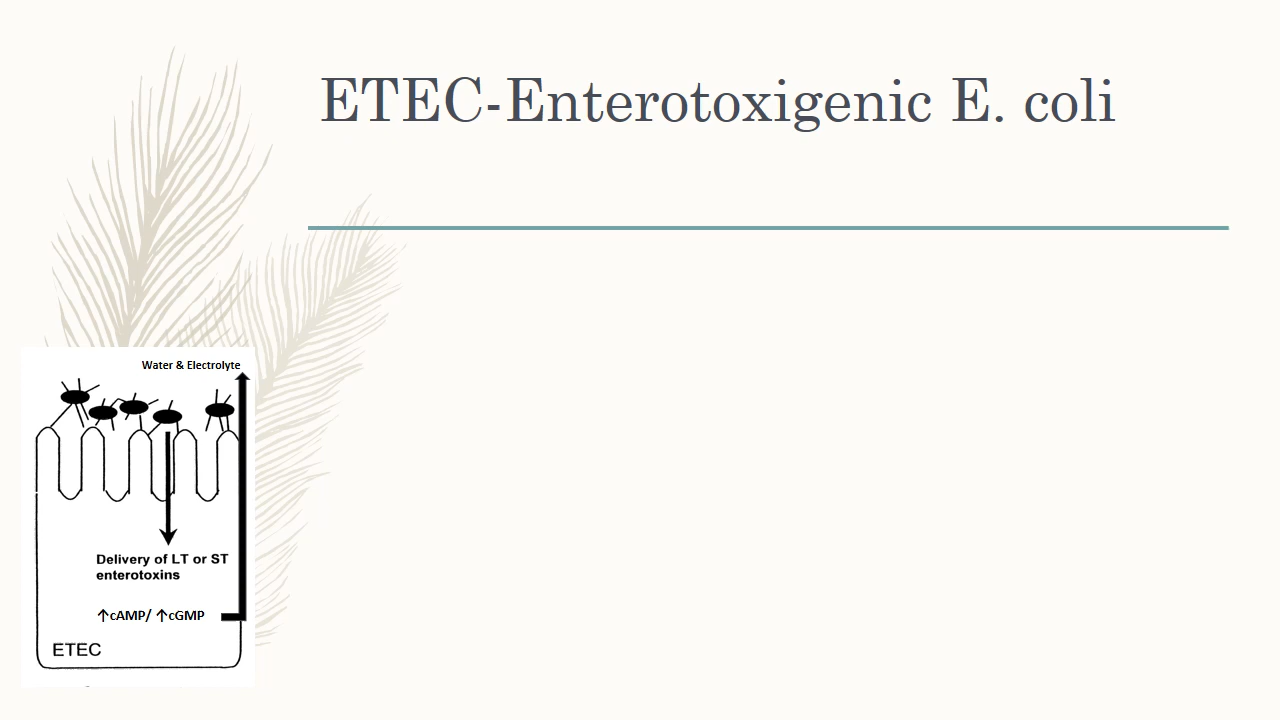 ETEC-Enterotoxigenic E. coli
Water & Electrolyte
Delivery of LT or ST
enterotoxins
↑cAMP/ ↑cGMP
ETEC